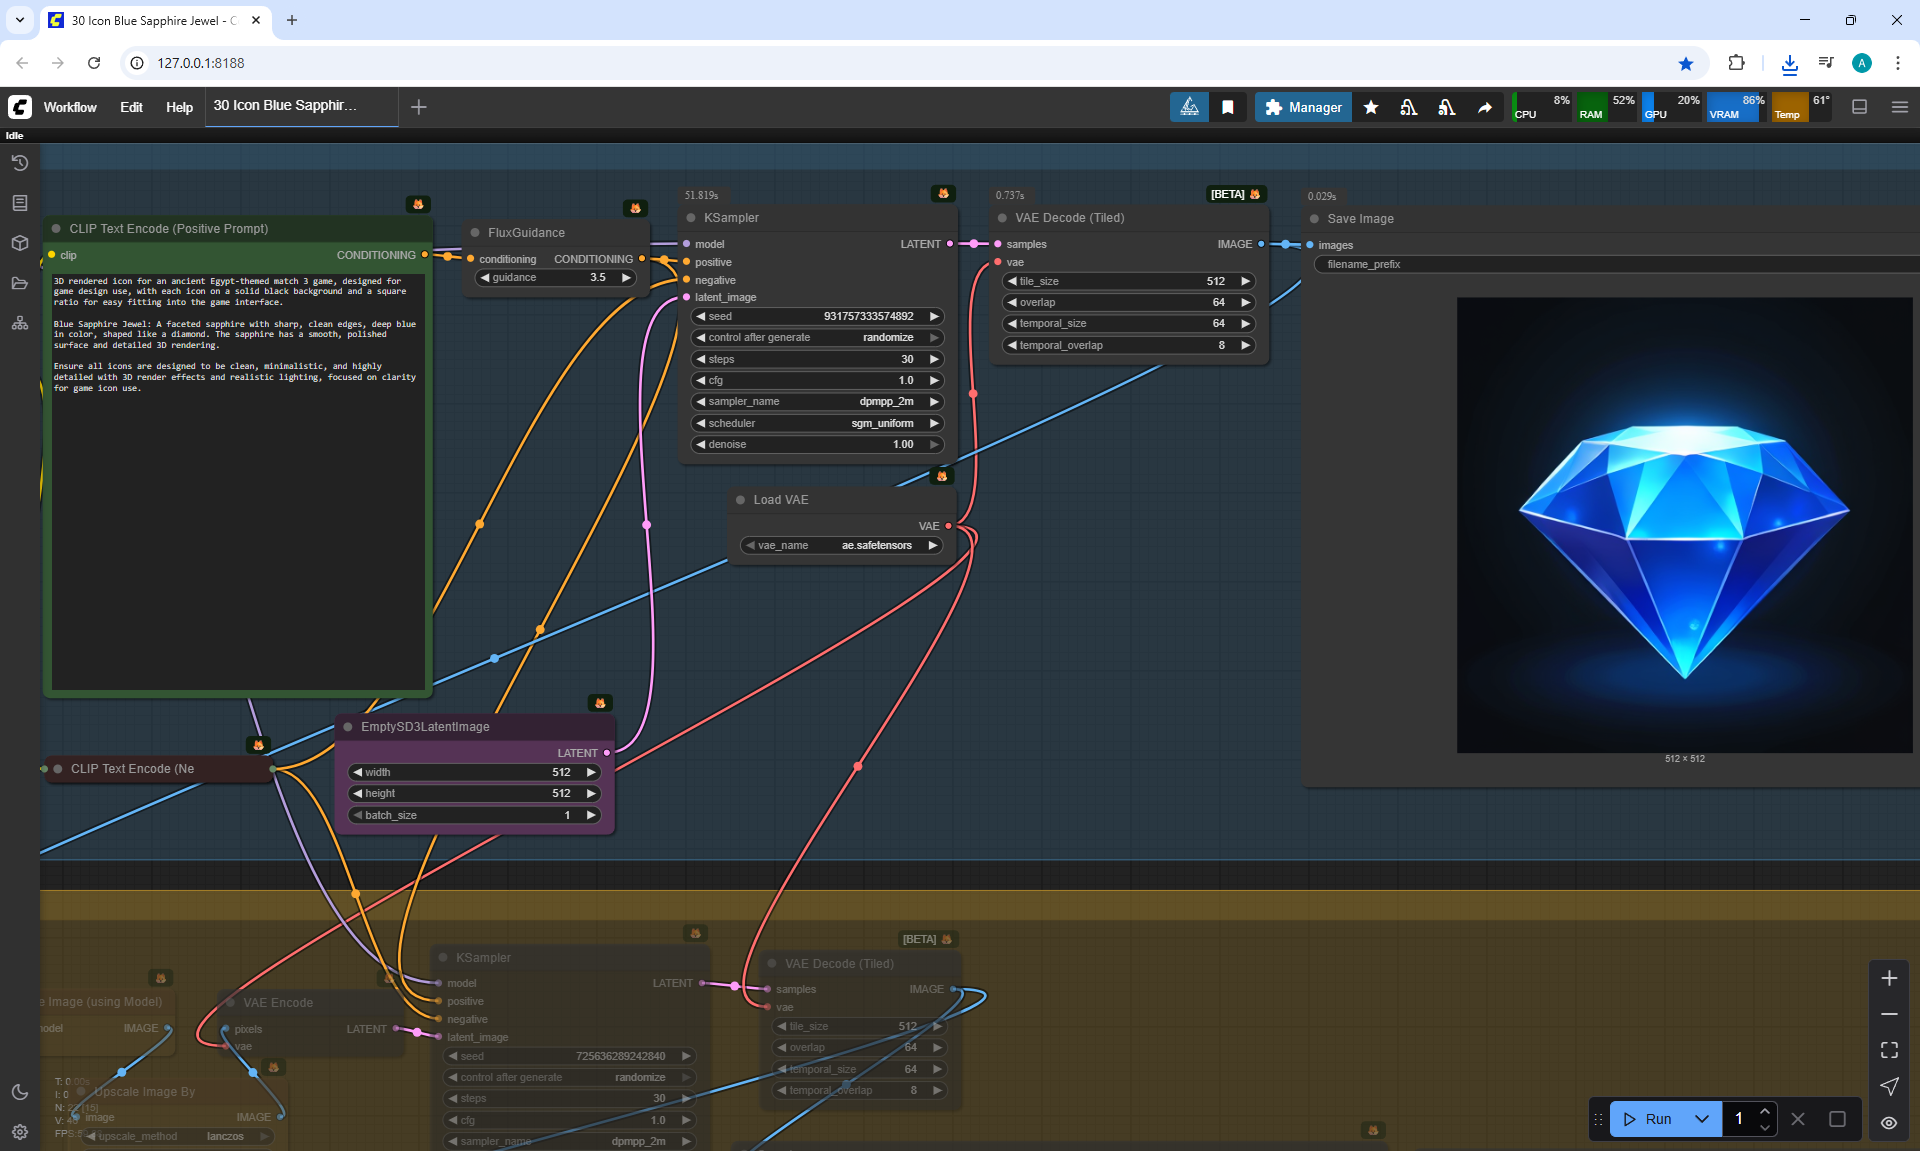 30 Icon Blue Sapphire Jewel - C
127.0.0.1:8188
A
Workflow
Edit
Help
30 Icon Blue Sapphir...
Manager
8%
CPU
52%
RAM
20%
GPU
86%
VRAM
61°
Temp
Idle
CLIP Text Encode (Positive Prompt)
clip
CONDITIONING
3D rendered icon for an ancient Egypt-themed match 3 game, designed for
game design use, with each icon on a solid black background and a square
ratio for easy fitting into the game interface.
Blue Sapphire Jewel: A faceted sapphire with sharp, clean edges, deep blue
in color, shaped like a diamond. The sapphire has a smooth, polished
surface and detailed 3D rendering.
Ensure all icons are designed to be clean, minimalistic, and highly
detailed with 3D render effects and realistic lighting, focused on clarity
for game icon use.
FluxGuidance
conditioning
CONDITIONING
guidance
3.5
51.819s
KSampler
model
LATENT
positive
negative
latent_image
seed
931757333574892
control after generate
randomize
steps
30
cfg
1.0
sampler_name
dpmpp_2m
scheduler
sgm_uniform
denoise
1.00
0.737s
[BETA]
VAE Decode (Tiled)
samples
IMAGE
vae
tile_size
512
overlap
64
temporal_size
64
temporal_overlap
8
0.029s
Save Image
images
filename_prefix
512 × 512
Load VAE
VAE
vae_name
ae.safetensors
EmptySD3LatentImage
LATENT
width
512
height
512
batch_size
1
CLIP Text Encode (Ne
e Image (using Model)
odel
IMAGE
VAE Encode
pixels
LATENT
vae
Upscale Image By
image
IMAGE
upscale_method
lanczos
KSampler
model
LATENT
positive
negative
latent_image
seed
725636289242840
control after generate
randomize
steps
30
cfg
1.0
sampler_name
dpmpp_2m
[BETA]
VAE Decode (Tiled)
samples
IMAGE
vae
tile_size
512
overlap
64
temporal_size
64
temporal_overlap
8
T: 0.00s
I: 0
Run
1